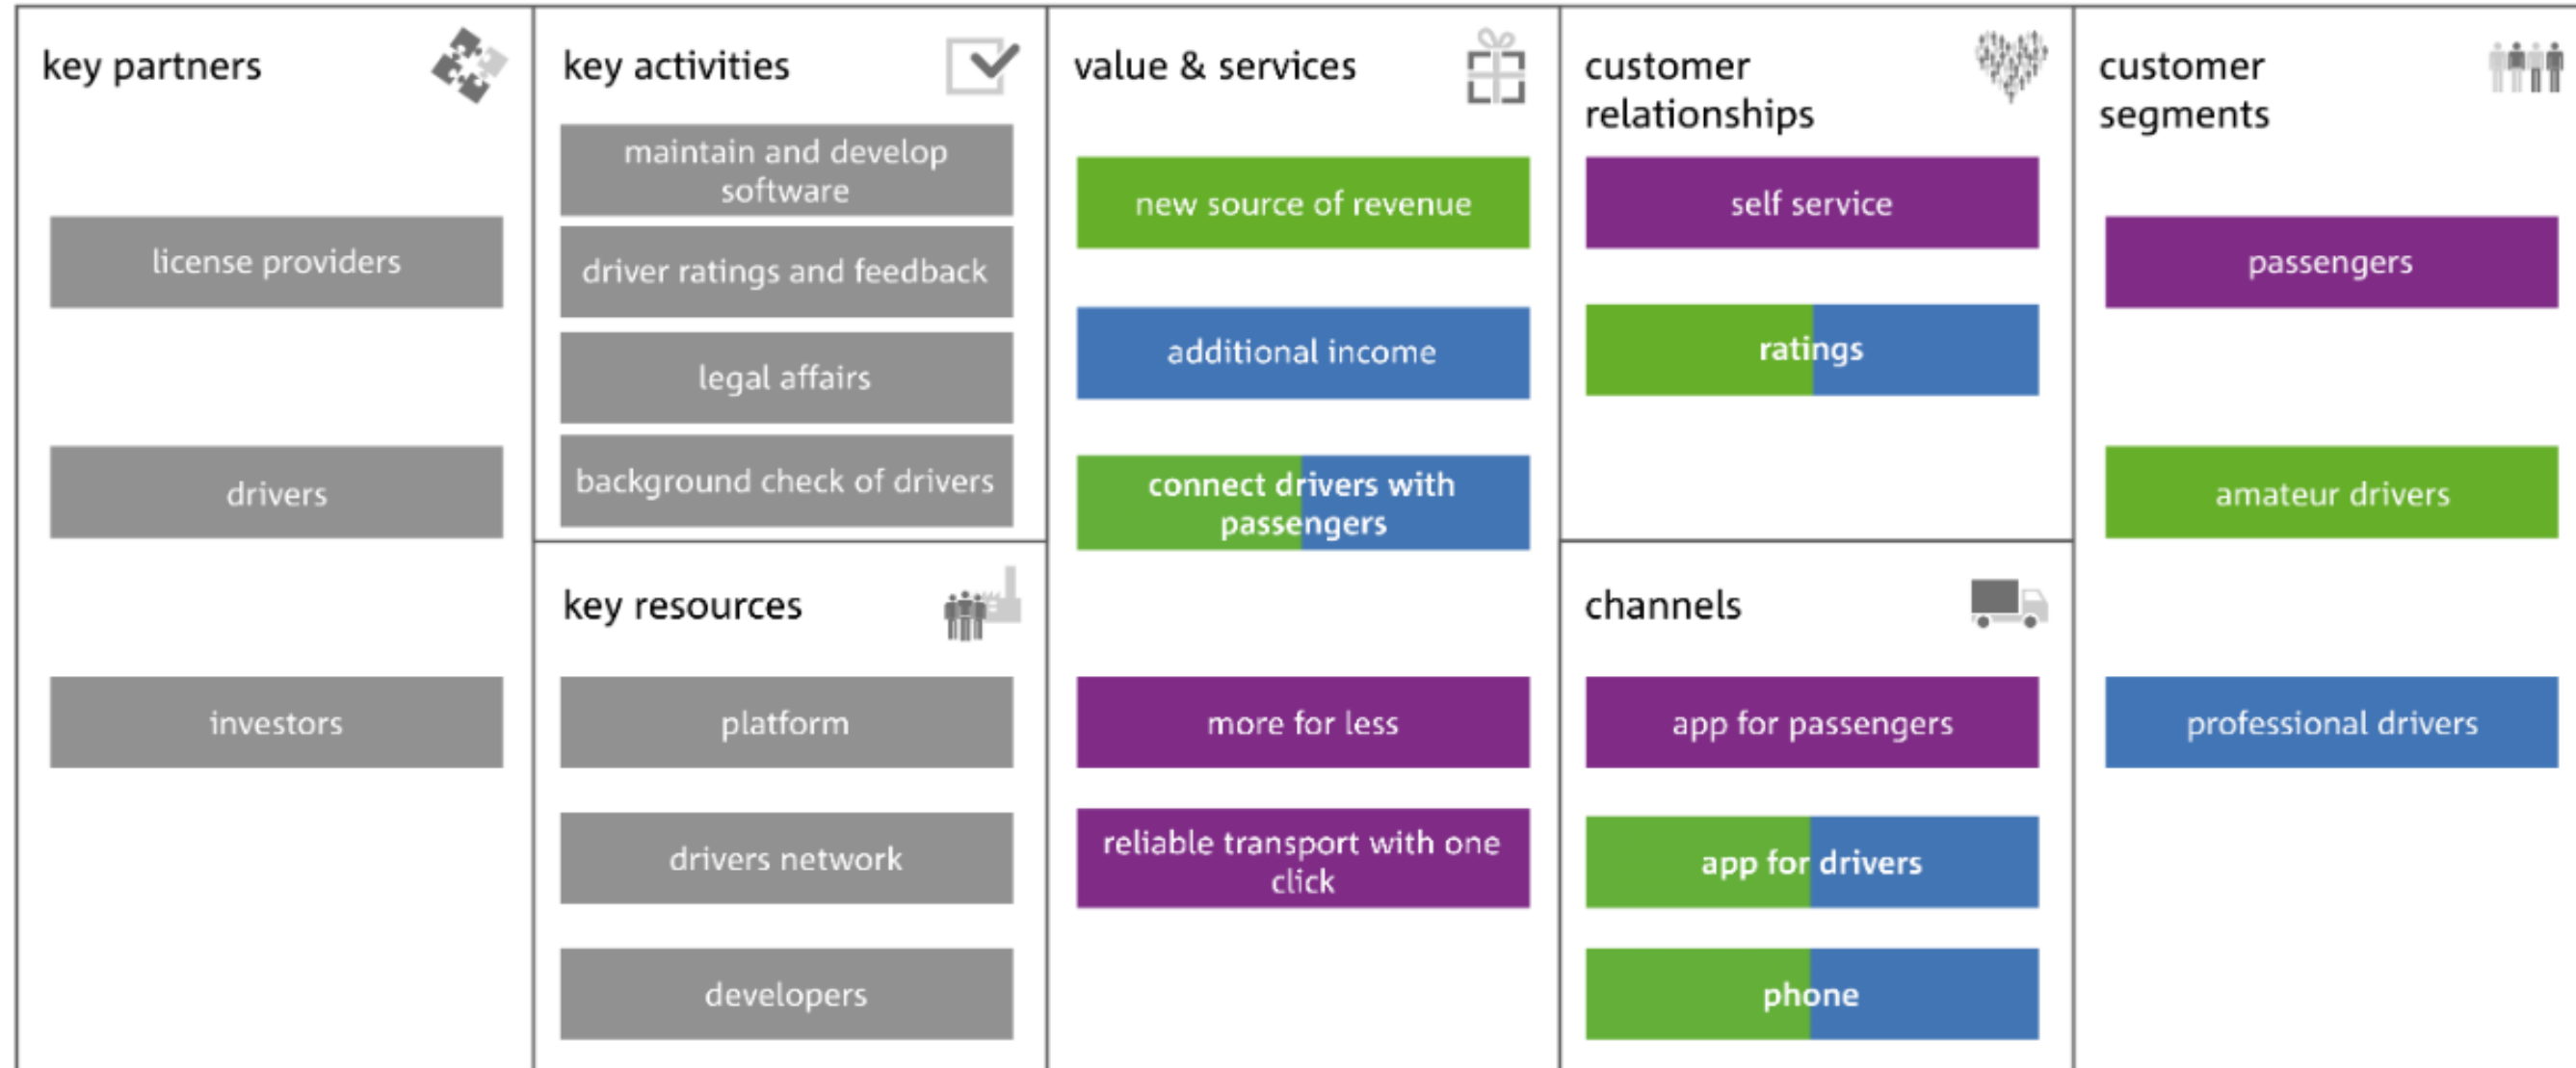 key partners
license providers
drivers
investors
key activities
maintain and develop
software
driver ratings and feedback
legal affairs
background check of drivers
key resources
platform
drivers network
developers
value & services
new source of revenue
additional income
connect drivers with
passengers
more for less
reliable transport with one
click
customer
relationships
self service
ratings
channels
app for passengers
app for drivers
phone
customer
segments
passengers
amateur drivers
professional drivers